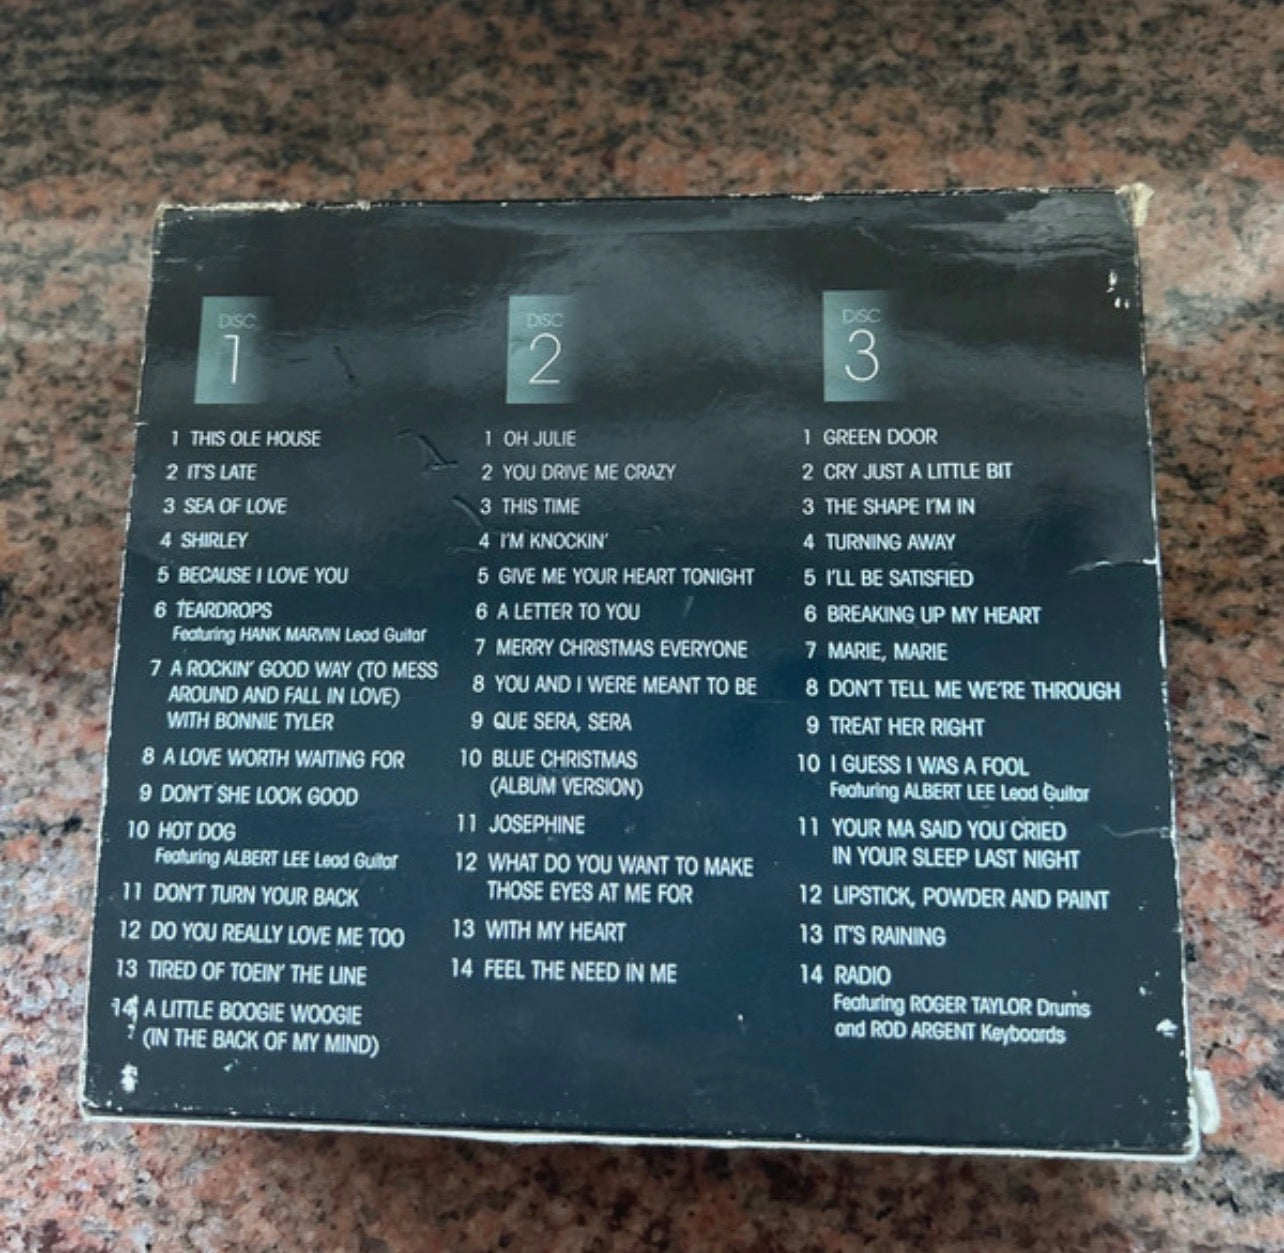 DISC
1
1 THIS OLE HOUSE
2 IT'S LATE
3 SEA OF LOVE
4 SHIRLEY
5 BECAUSE I LOVE YOU
6 TEARDROPS
Featuring HANK MARVIN Lead Guitar
7 A ROCKIN' GOOD WAY (TO MESS
AROUND AND FALL IN LOVE)
WITH BONNIE TYLER
8 A LOVE WORTH WAITING FOR
9 DON'T SHE LOOK GOOD
10 HOT DOG
Featuring ALBERT LEE Lead Guitar
11 DON'T TURN YOUR BACK
12 DO YOU REALLY LOVE ME TOO
13 TIRED OF TOEIN' THE LINE
14 A LITTLE BOOGIE WOOGIE
(IN THE BACK OF MY MIND)
DISC
2
1 OH JULIE
2 YOU DRIVE ME CRAZY
3 THIS TIME
4 I'M KNOCKIN'
5 GIVE ME YOUR HEART TONIGHT
6 A LETTER TO YOU
7 MERRY CHRISTMAS EVERYONE
8 YOU AND I WERE MEANT TO BE
9 QUE SERA, SERA
10 BLUE CHRISTMAS
(ALBUM VERSION)
11 JOSEPHINE
12 WHAT DO YOU WANT TO MAKE
THOSE EYES AT ME FOR
13 WITH MY HEART
14 FEEL THE NEED IN ME
DISC
3
1 GREEN DOOR
2 CRY JUST A LITTLE BIT
3 THE SHAPE I'M IN
4 TURNING AWAY
5 I'LL BE SATISFIED
6 BREAKING UP MY HEART
7 MARIE, MARIE
8 DON'T TELL ME WE'RE THROUGH
9 TREAT HER RIGHT
10 I GUESS I WAS A FOOL
Featuring ALBERT LEE Lead Guitar
11 YOUR MA SAID YOU CRIED
IN YOUR SLEEP LAST NIGHT
12 LIPSTICK, POWDER AND PAINT
13 IT'S RAINING
14 RADIO
Featuring ROGER TAYLOR Drums
and ROD ARGENT Keyboards